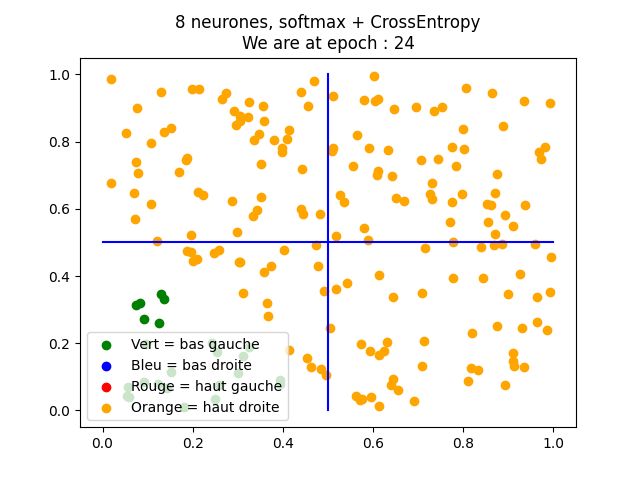 8 neurones, softmax + CrossEntropy
We are at epoch : 24
1.0
0.8
0.6
0.4
0.2
0.0
Vert = bas gauche
Bleu = bas droite
Rouge = haut gauche
Orange = haut droite
0.0 0.2 0.4 0.6 0.8 1.0